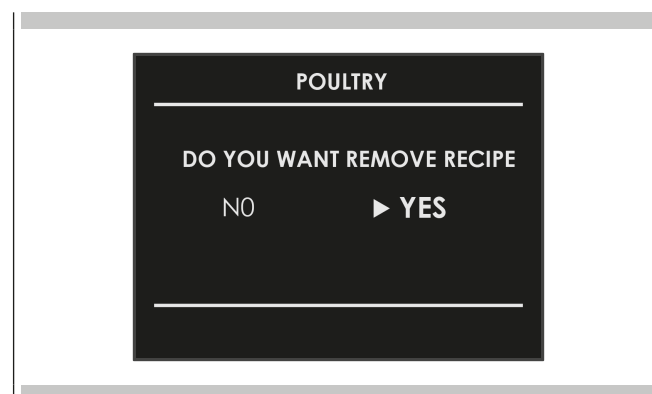 POULTRY
DO YOU WANT REMOVE RECIPE
N0 ▶ YES